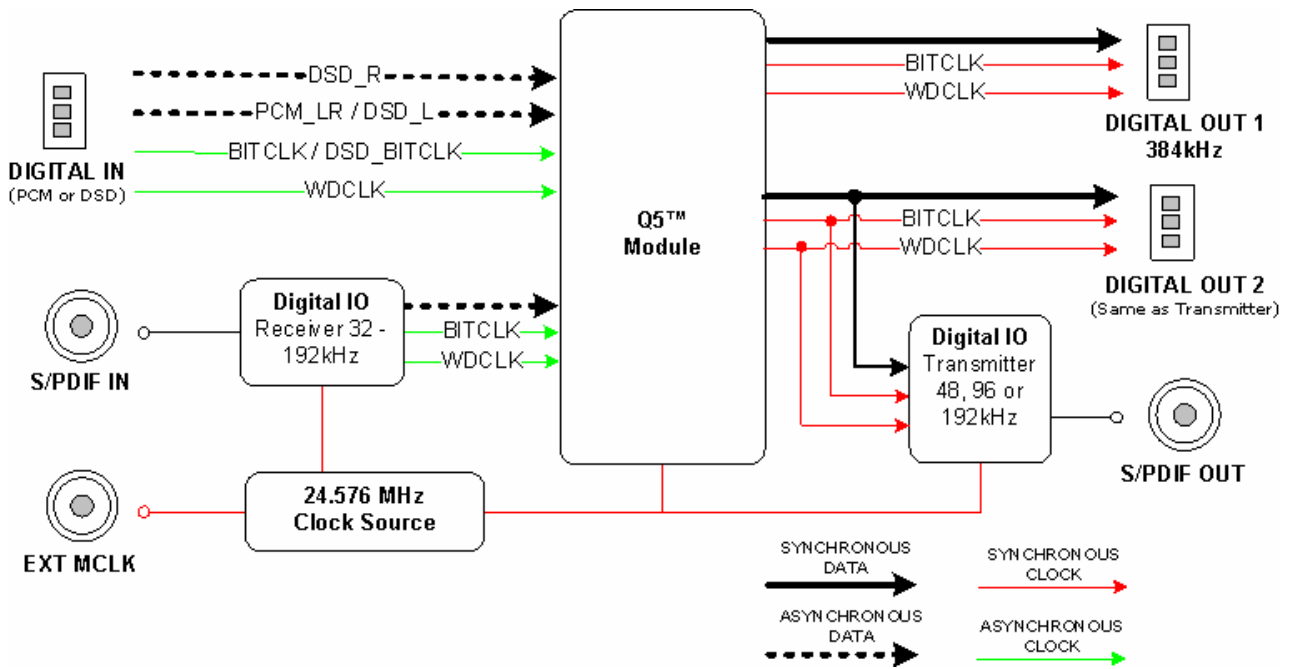 DSD_R
PCM_LR / DSD_L
BITCLK / DSD_BITCLK
WDCLK
DIGITAL IN
(PCM or DSD)
Q5™
Module
BITCLK
WDCLK
DIGITAL OUT 1
384kHz
BITCLK
WDCLK
DIGITAL OUT 2
(Same as Transmitter)
Digital IO
Receiver 32 -
192kHz
BITCLK
WDCLK
S/PDIF IN
Digital IO
Transmitter
48, 96 or
192kHz
S/PDIF OUT
24.576 MHz
Clock Source
EXT MCLK
SYNCHRONOUS
DATA
SYNCHRONOUS
CLOCK
ASYNCHRONOUS
DATA
ASYNCHRONOUS
CLOCK